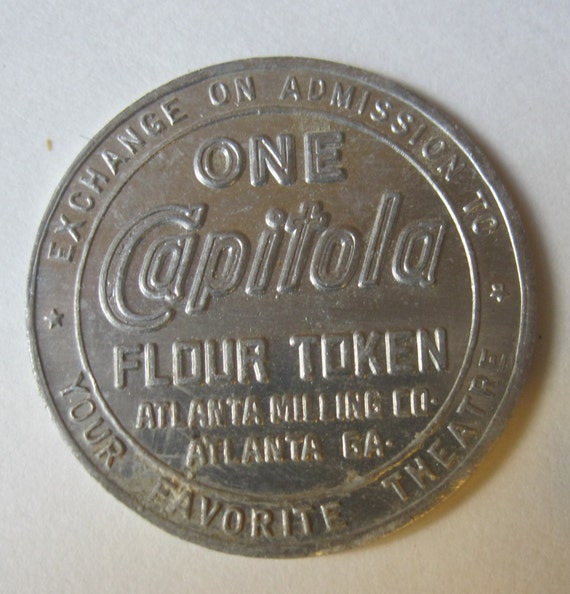 EXCHANGE ON ADMISSION TO
ONE
Capitola
FLOUR TOKEN
ATLANTA MILLING CO.
ATLANTA GA.
YOUR FAVORITE THEATRE